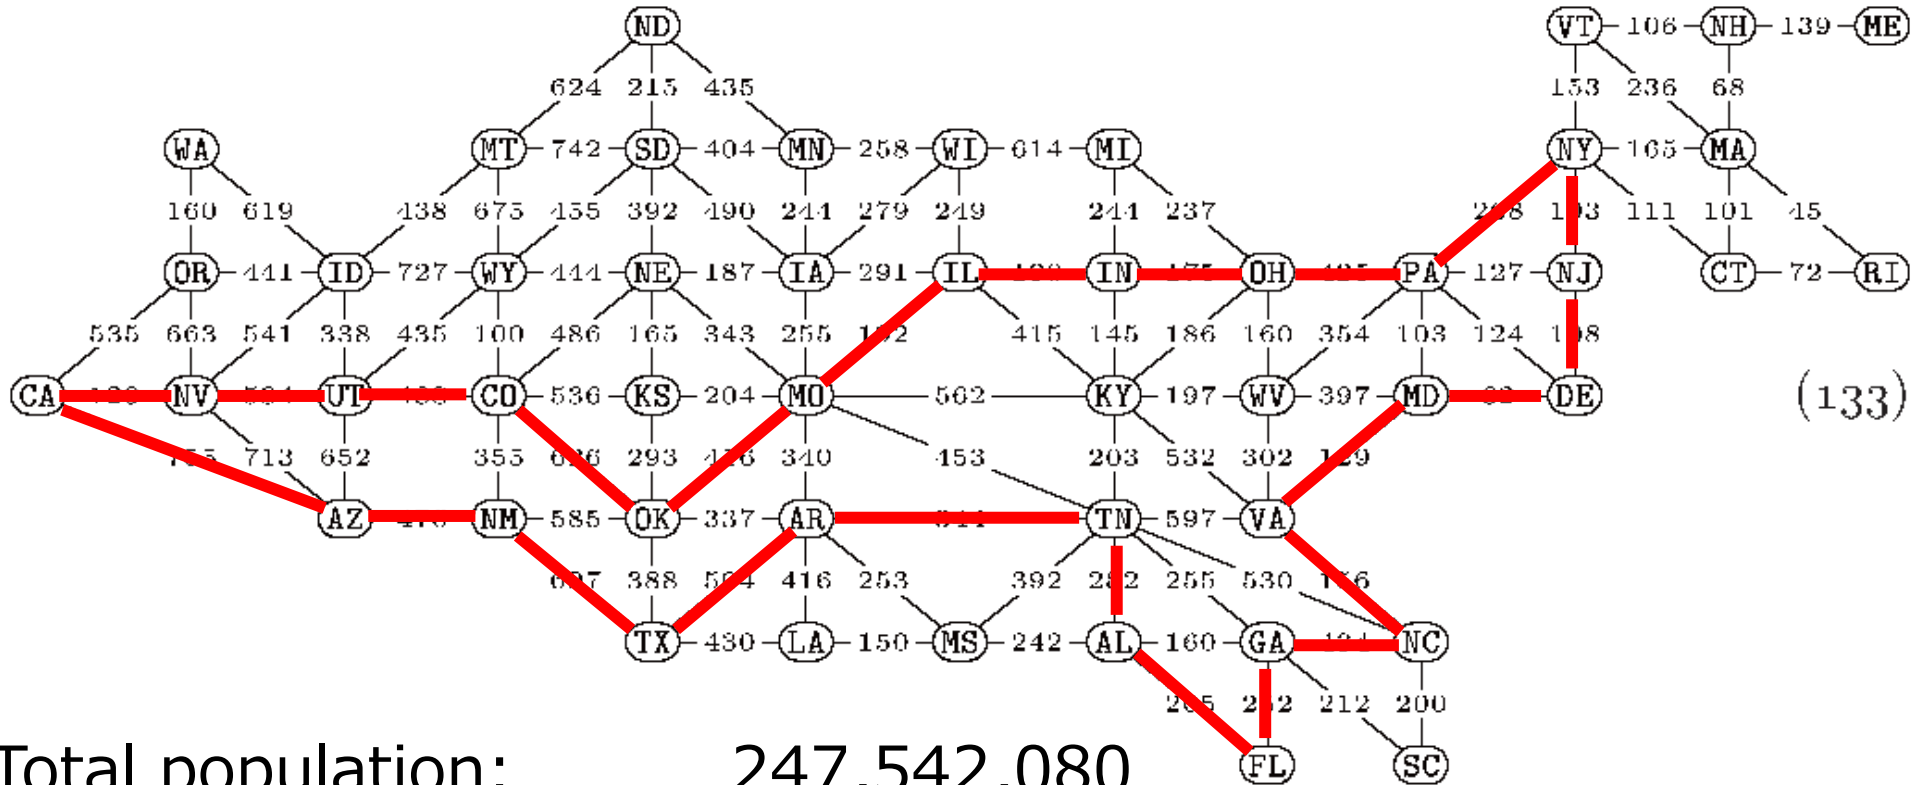 ND VT 106 NH 139 ME
624 215 435 153 236 68
WA MT 742 SD 404 MN 258 WI 614 MI NY 165 MA
160 619 438 675 455 392 490 244 279 249 244 237 111 101 45
OR 441 ID 727 WY 444 NE 187 IA 291 IL IN OH PA 127 NJ CT 72 RI
535 663 541 338 435 100 486 165 343 255 415 145 186 160 354 103 124
CA NV UT CO 536 KS 204 MO 562 KY 197 WV 397 MD DE (133)
713 652 355 293 340 453 203 532 302
AZ NM 585 OK 337 AR TN 597 VA
388 416 253 392 255 530
TX 430 LA 150 MS 242 AL 160 GA NC
212 200
Total population: 247,542,080
FL SC